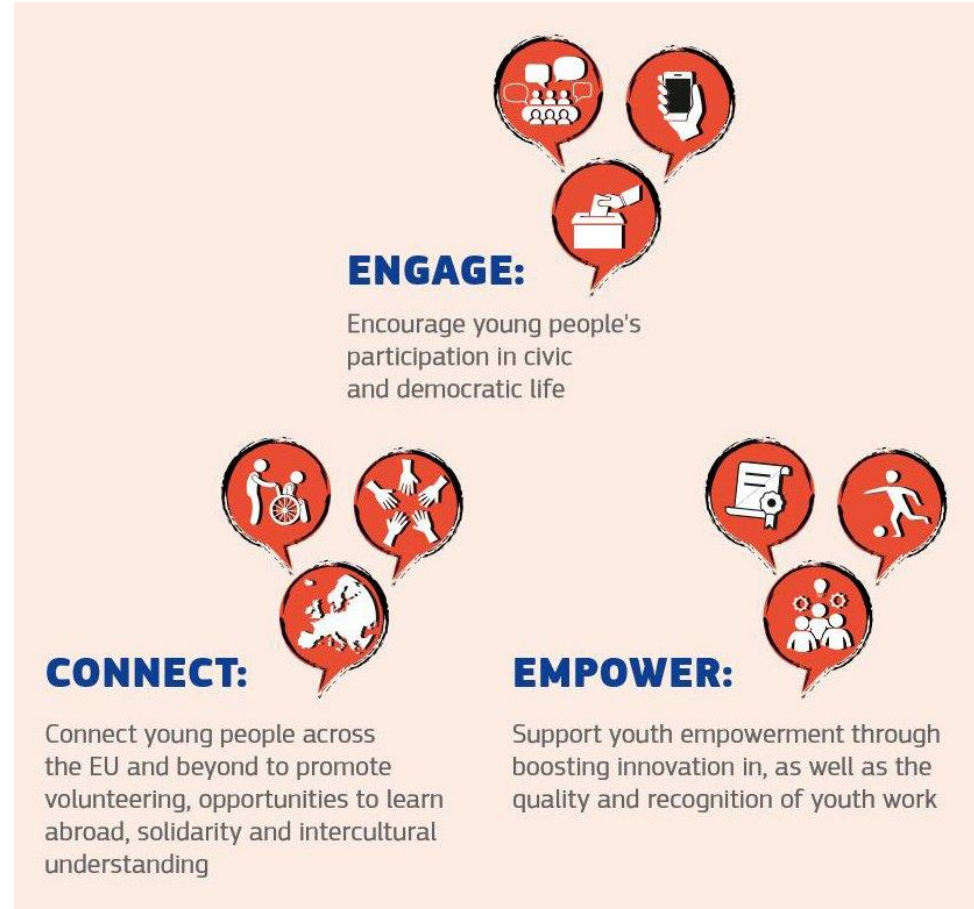 ENGAGE:
Encourage young people's
participation in civic
and democratic life
CONNECT:
Connect young people across
the EU and beyond to promote
volunteering, opportunities to learn
abroad, solidarity and intercultural
understanding
EMPOWER:
Support youth empowerment through
boosting innovation in, as well as the
quality and recognition of youth work